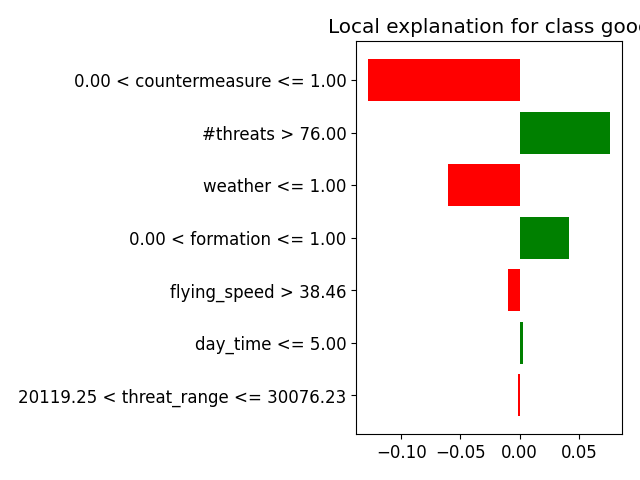 Local explanation for class good
0.00 < countermeasure <= 1.00
#threats > 76.00
weather <= 1.00
0.00 < formation <= 1.00
flying_speed > 38.46
day_time <= 5.00
20119.25 < threat_range <= 30076.23
−0.10 −0.05 0.00 0.05